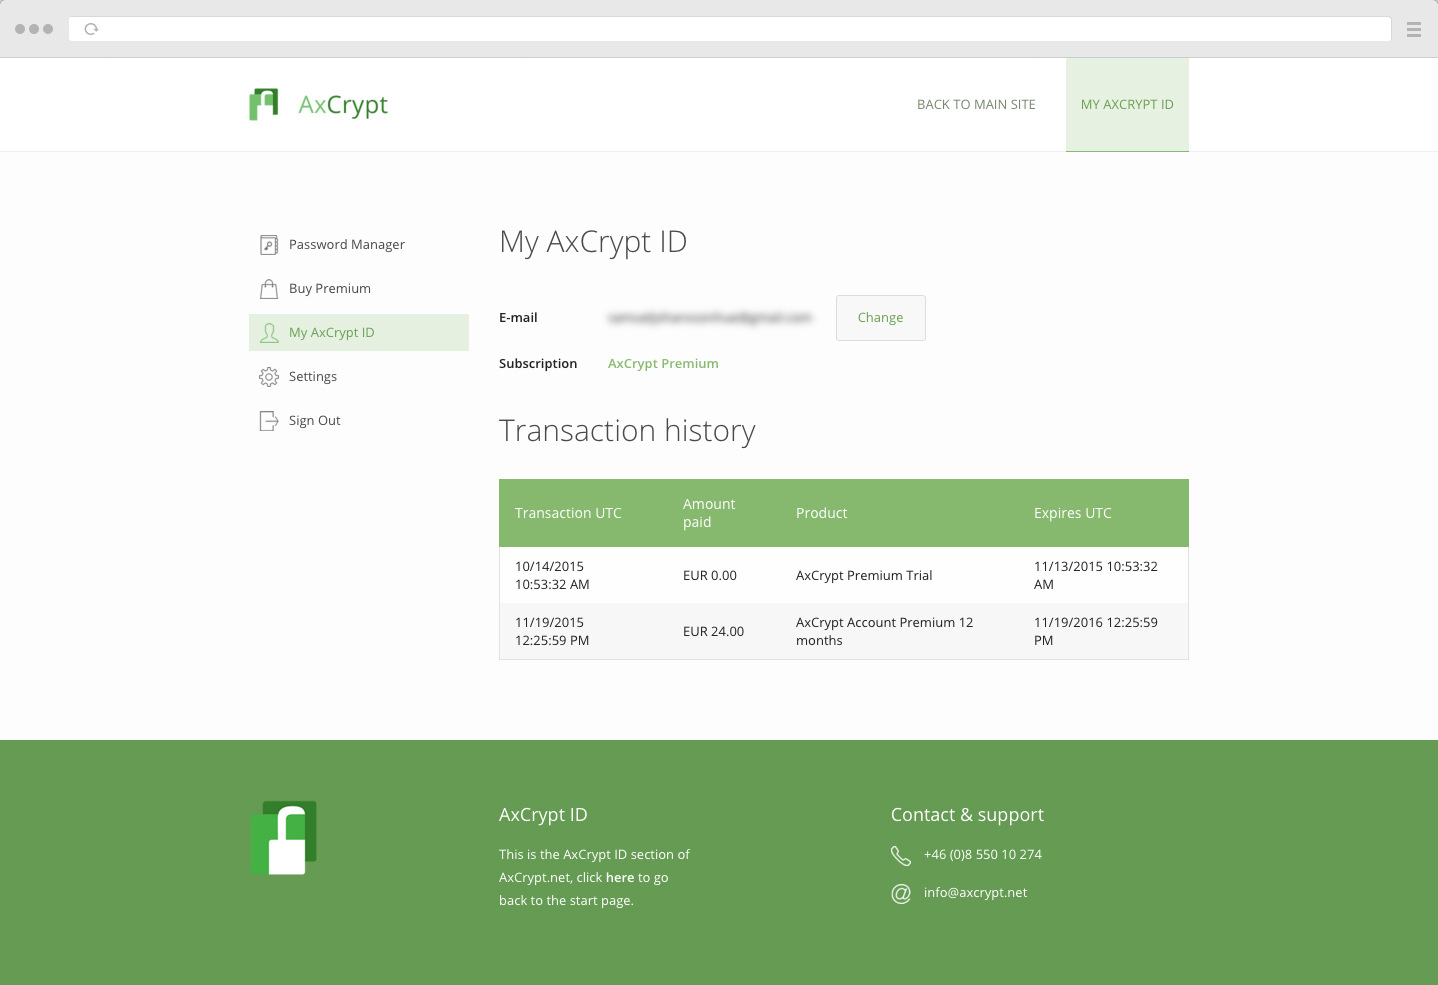 AxCrypt
BACK TO MAIN SITE
MY AXCRYPT ID
Password Manager
Buy Premium
My AxCrypt ID
Settings
Sign Out
My AxCrypt ID
E-mail
Change
Subscription
AxCrypt Premium
Transaction history
Transaction UTC
Amount
paid
Product
Expires UTC
10/14/2015
10:53:32 AM
EUR 0.00
AxCrypt Premium Trial
11/13/2015 10:53:32
AM
11/19/2015
12:25:59 PM
EUR 24.00
AxCrypt Account Premium 12
months
11/19/2016 12:25:59
PM
AxCrypt ID
This is the AxCrypt ID section of
AxCrypt.net, click here to go
back to the start page.
Contact & support
+46 (0)8 550 10 274
info@axcrypt.net